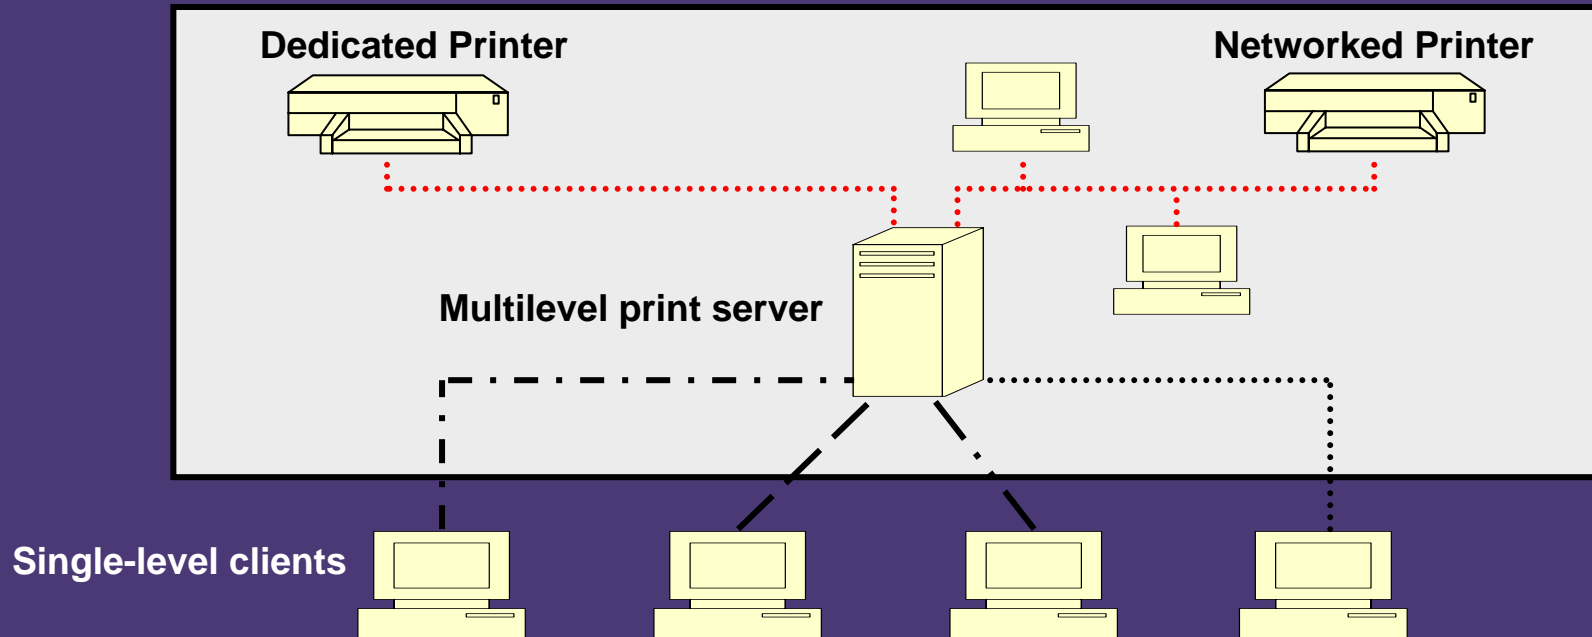 Dedicated Printer
Networked Printer
Multilevel print server
Single-level clients